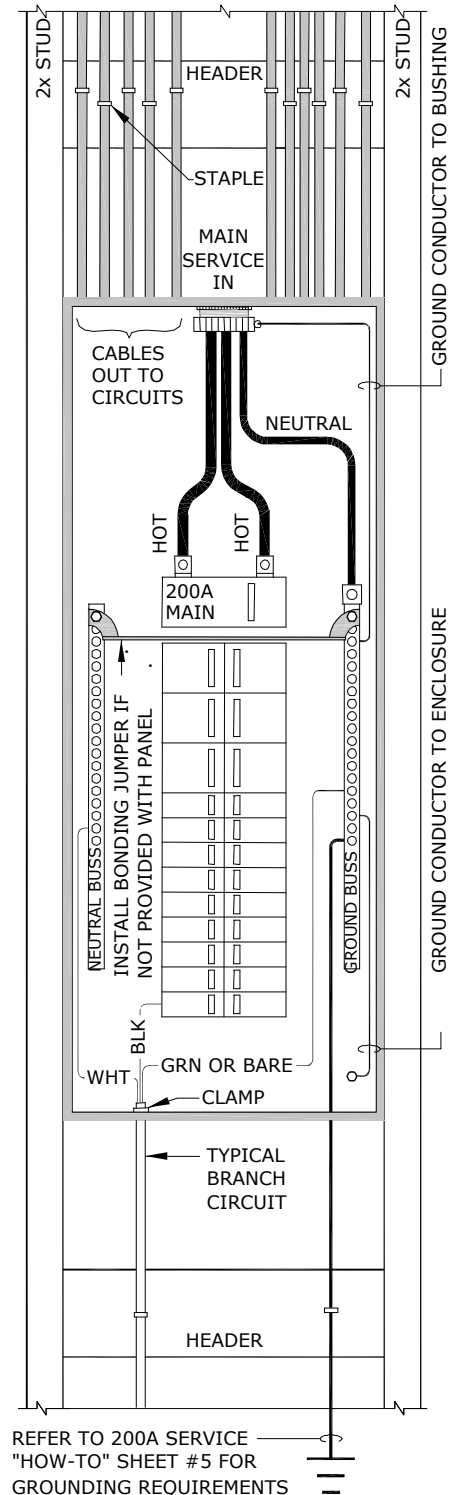 2x STUD
2x STUD
HEADER
GROUND CONDUCTOR TO BUSHING
STAPLE
MAIN
SERVICE
IN
CABLES
OUT TO
CIRCUITS
NEUTRAL
HOT
HOT
200A
MAIN
INSTALL BONDING JUMPER IF
NOT PROVIDED WITH PANEL
NEUTRAL BUSS
GROUND BUSS
GROUND CONDUCTOR TO ENCLOSURE
BLK
WHT
GRN OR BARE
CLAMP
TYPICAL
BRANCH
CIRCUIT
HEADER
REFER TO 200A SERVICE
"HOW-TO" SHEET #5 FOR
GROUNDING REQUIREMENTS